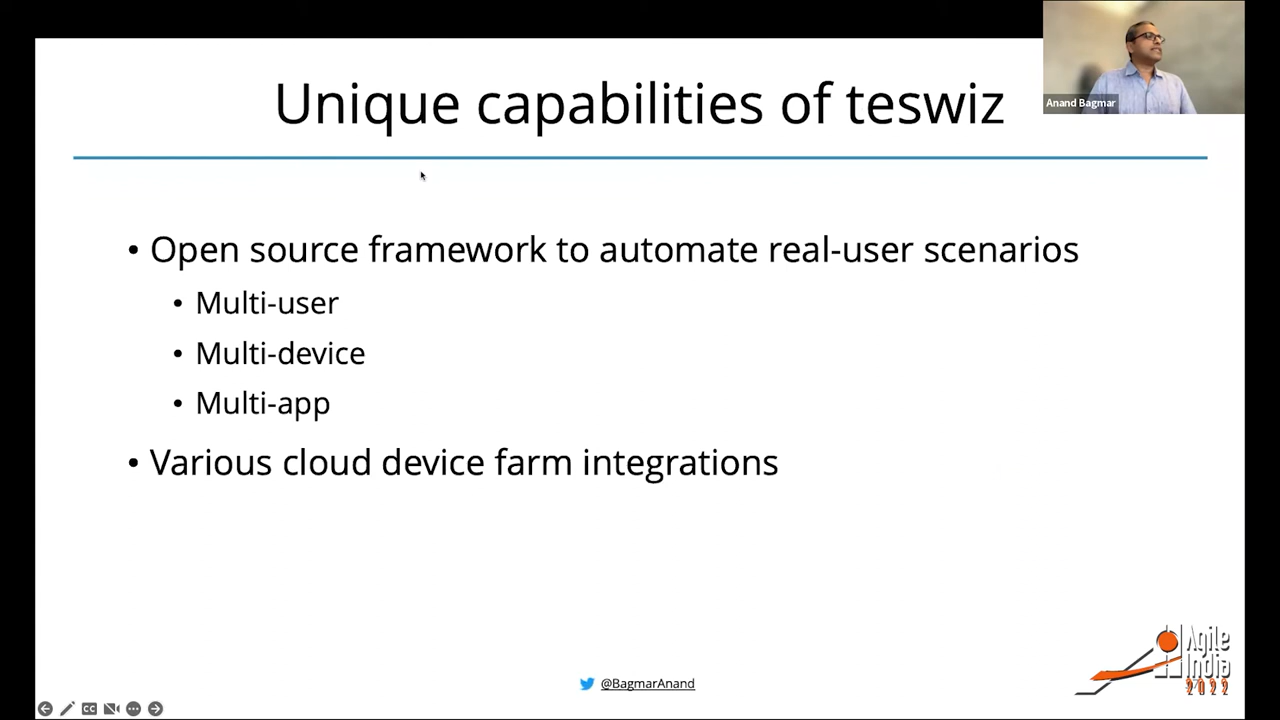 Unique capabilities of teswiz
Anand Bagmar
• Open source framework to automate real-user scenarios
• Multi-user
• Multi-device
• Multi-app
• Various cloud device farm integrations
@BagmarAnand
Agile
India
2022
CC